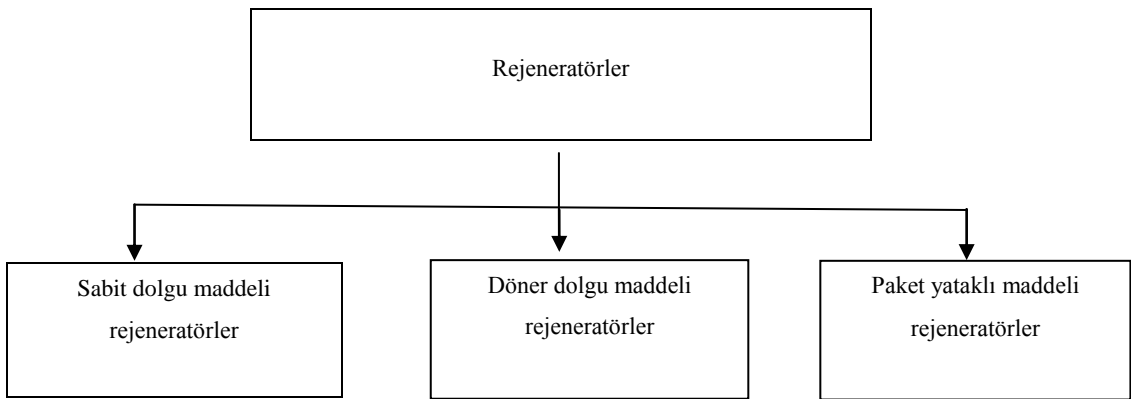 Rejeneratörler
Sabit dolgu maddeli
rejeneratörler
Döner dolgu maddeli
rejeneratörler
Paket yataklı maddeli
rejeneratörler